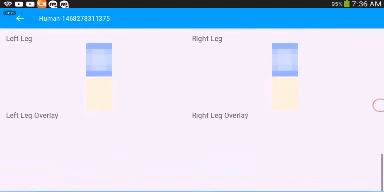 95% 7:36 AM
Human-1468278311375
Left Leg Right Leg
Left Leg Overlay Right Leg Overlay